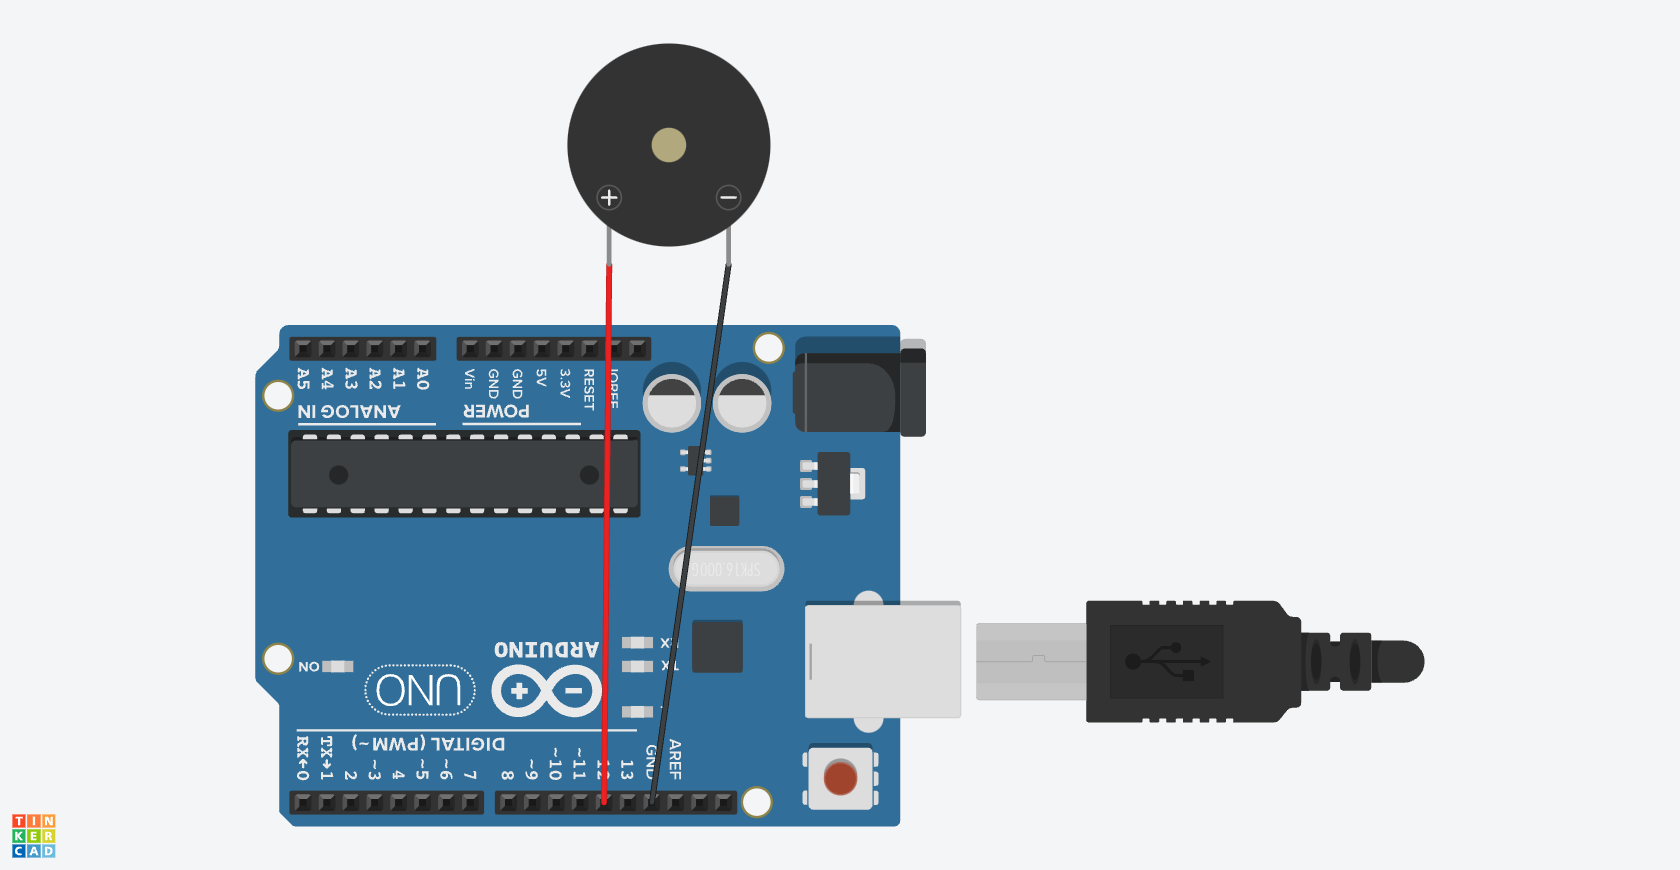 + −
A5 A4 A3 A2 A1 A0
Vin GND GND 5V 3.3V RESET IOREF
ANALOG IN
POWER
SPK16.000G
RX
TX
ON
UNO
ARDUINO
+ −
DIGITAL (PWM ~)
RX←0 TX→1 2 ~3 4 ~5 ~6 7 8 ~9 ~10 ~11 12 13 GND AREF
TIN
KER
CAD